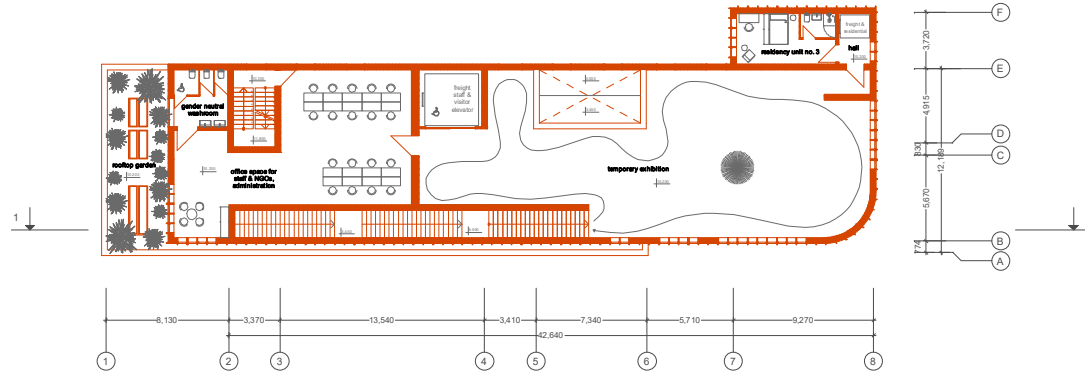 F
freight &
residential
residency unit no. 3
hall
3,720
E
freight
staff &
visitor
elevator
gender neutral
washroom
4,915
D
330
12,189
C
rooftop garden
office space for
staff & NGOs,
administration
temporary exhibition
5,670
1
B
774
A
8,130
3,370
13,540
3,410
7,340
5,710
9,270
42,640
1
2
3
4
5
6
7
8